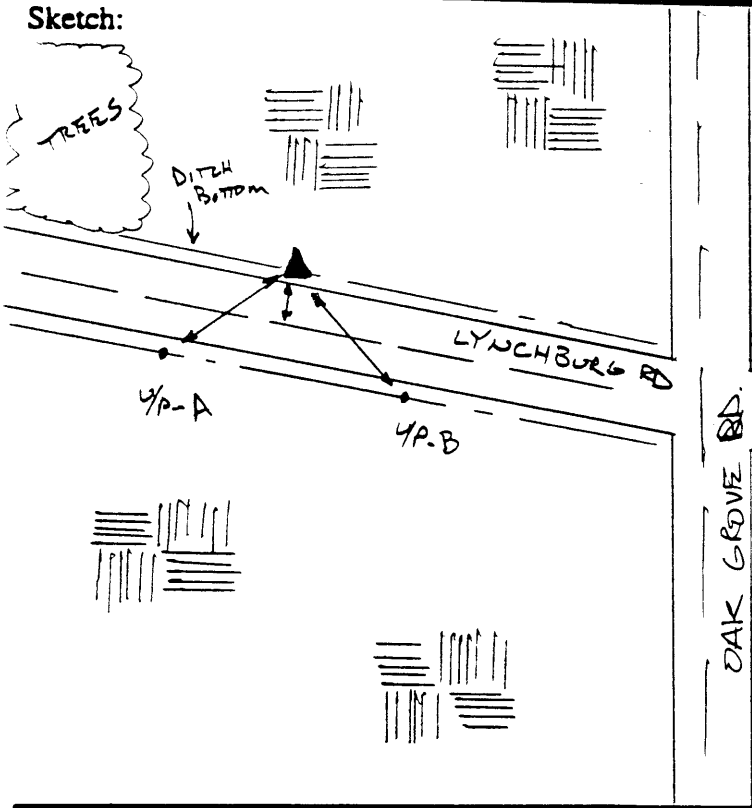 Sketch:
TREES
DITCH
BOTTOM
LYNCHBURG RD
U/P-A
U/P-B
OAK GROVE RD.